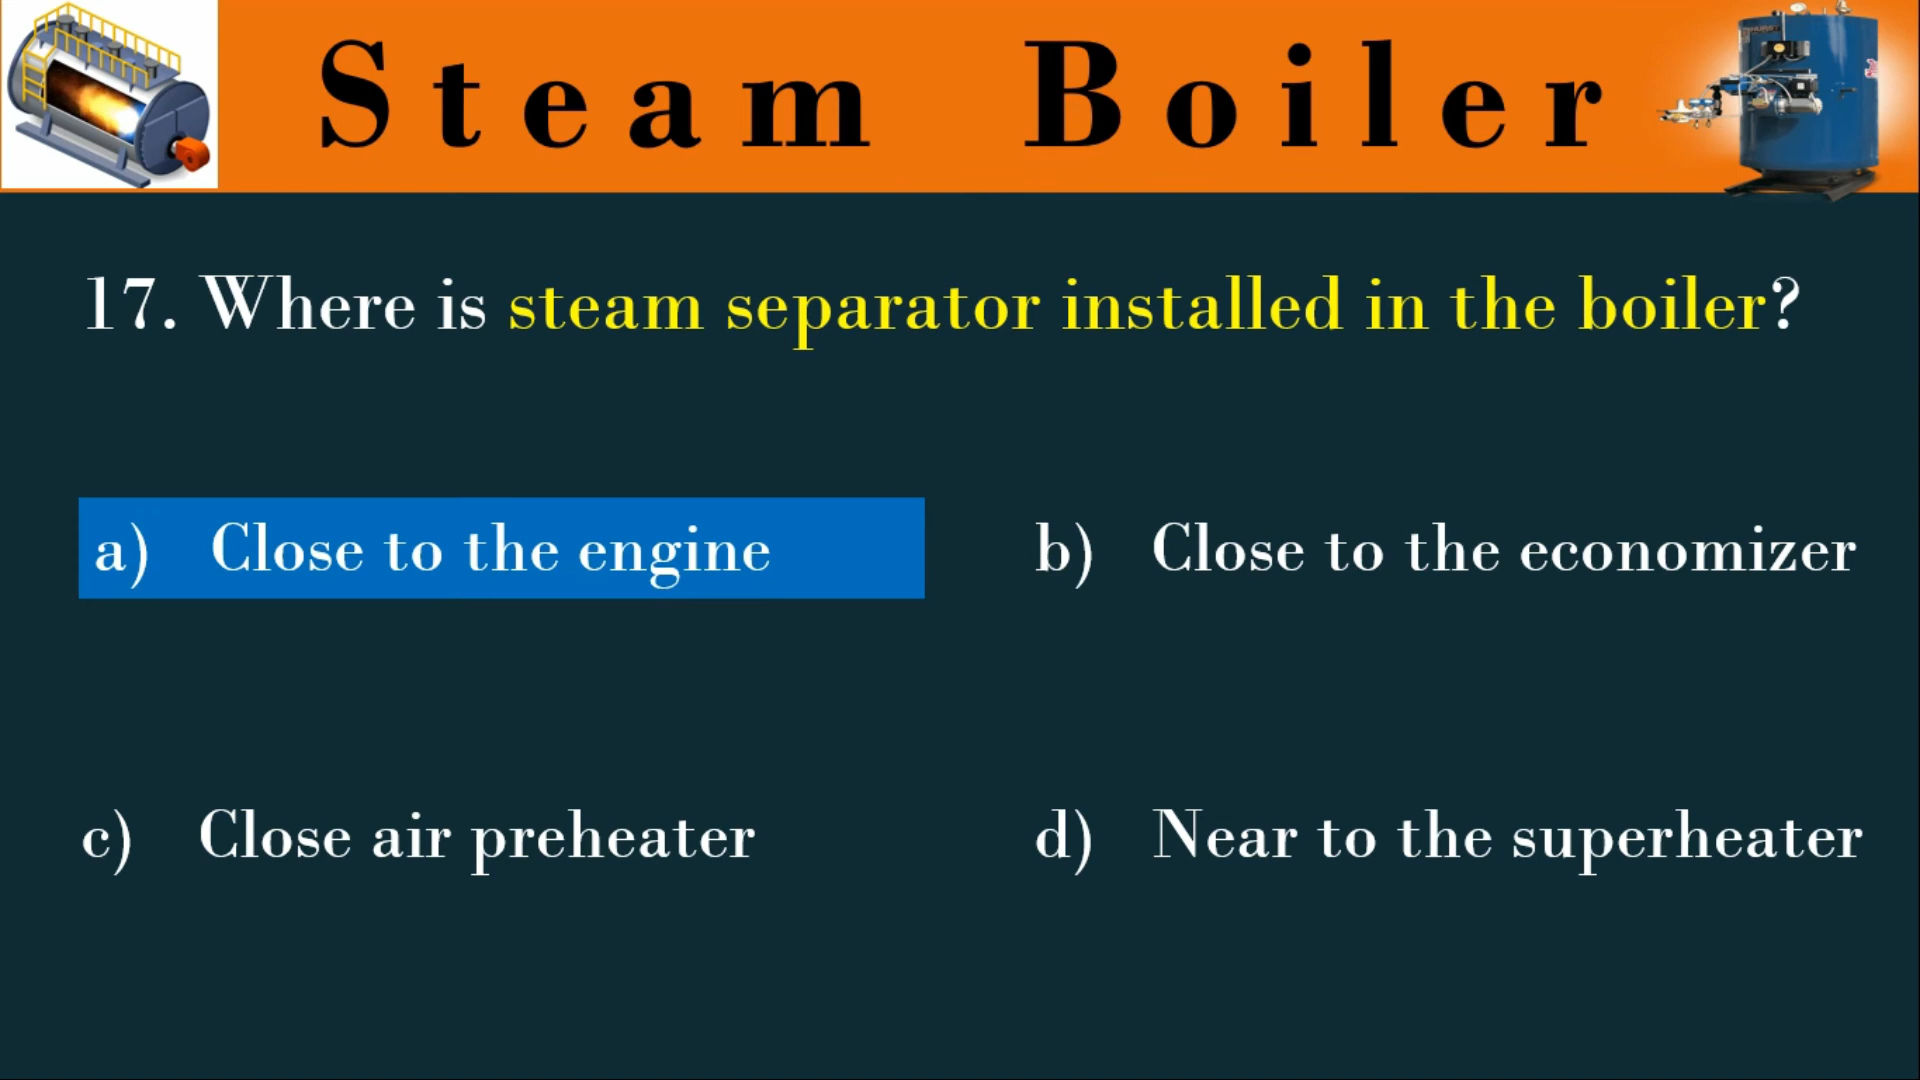 Steam Boiler
17. Where is steam separator installed in the boiler?
a) Close to the engine
b) Close to the economizer
c) Close air preheater
d) Near to the superheater